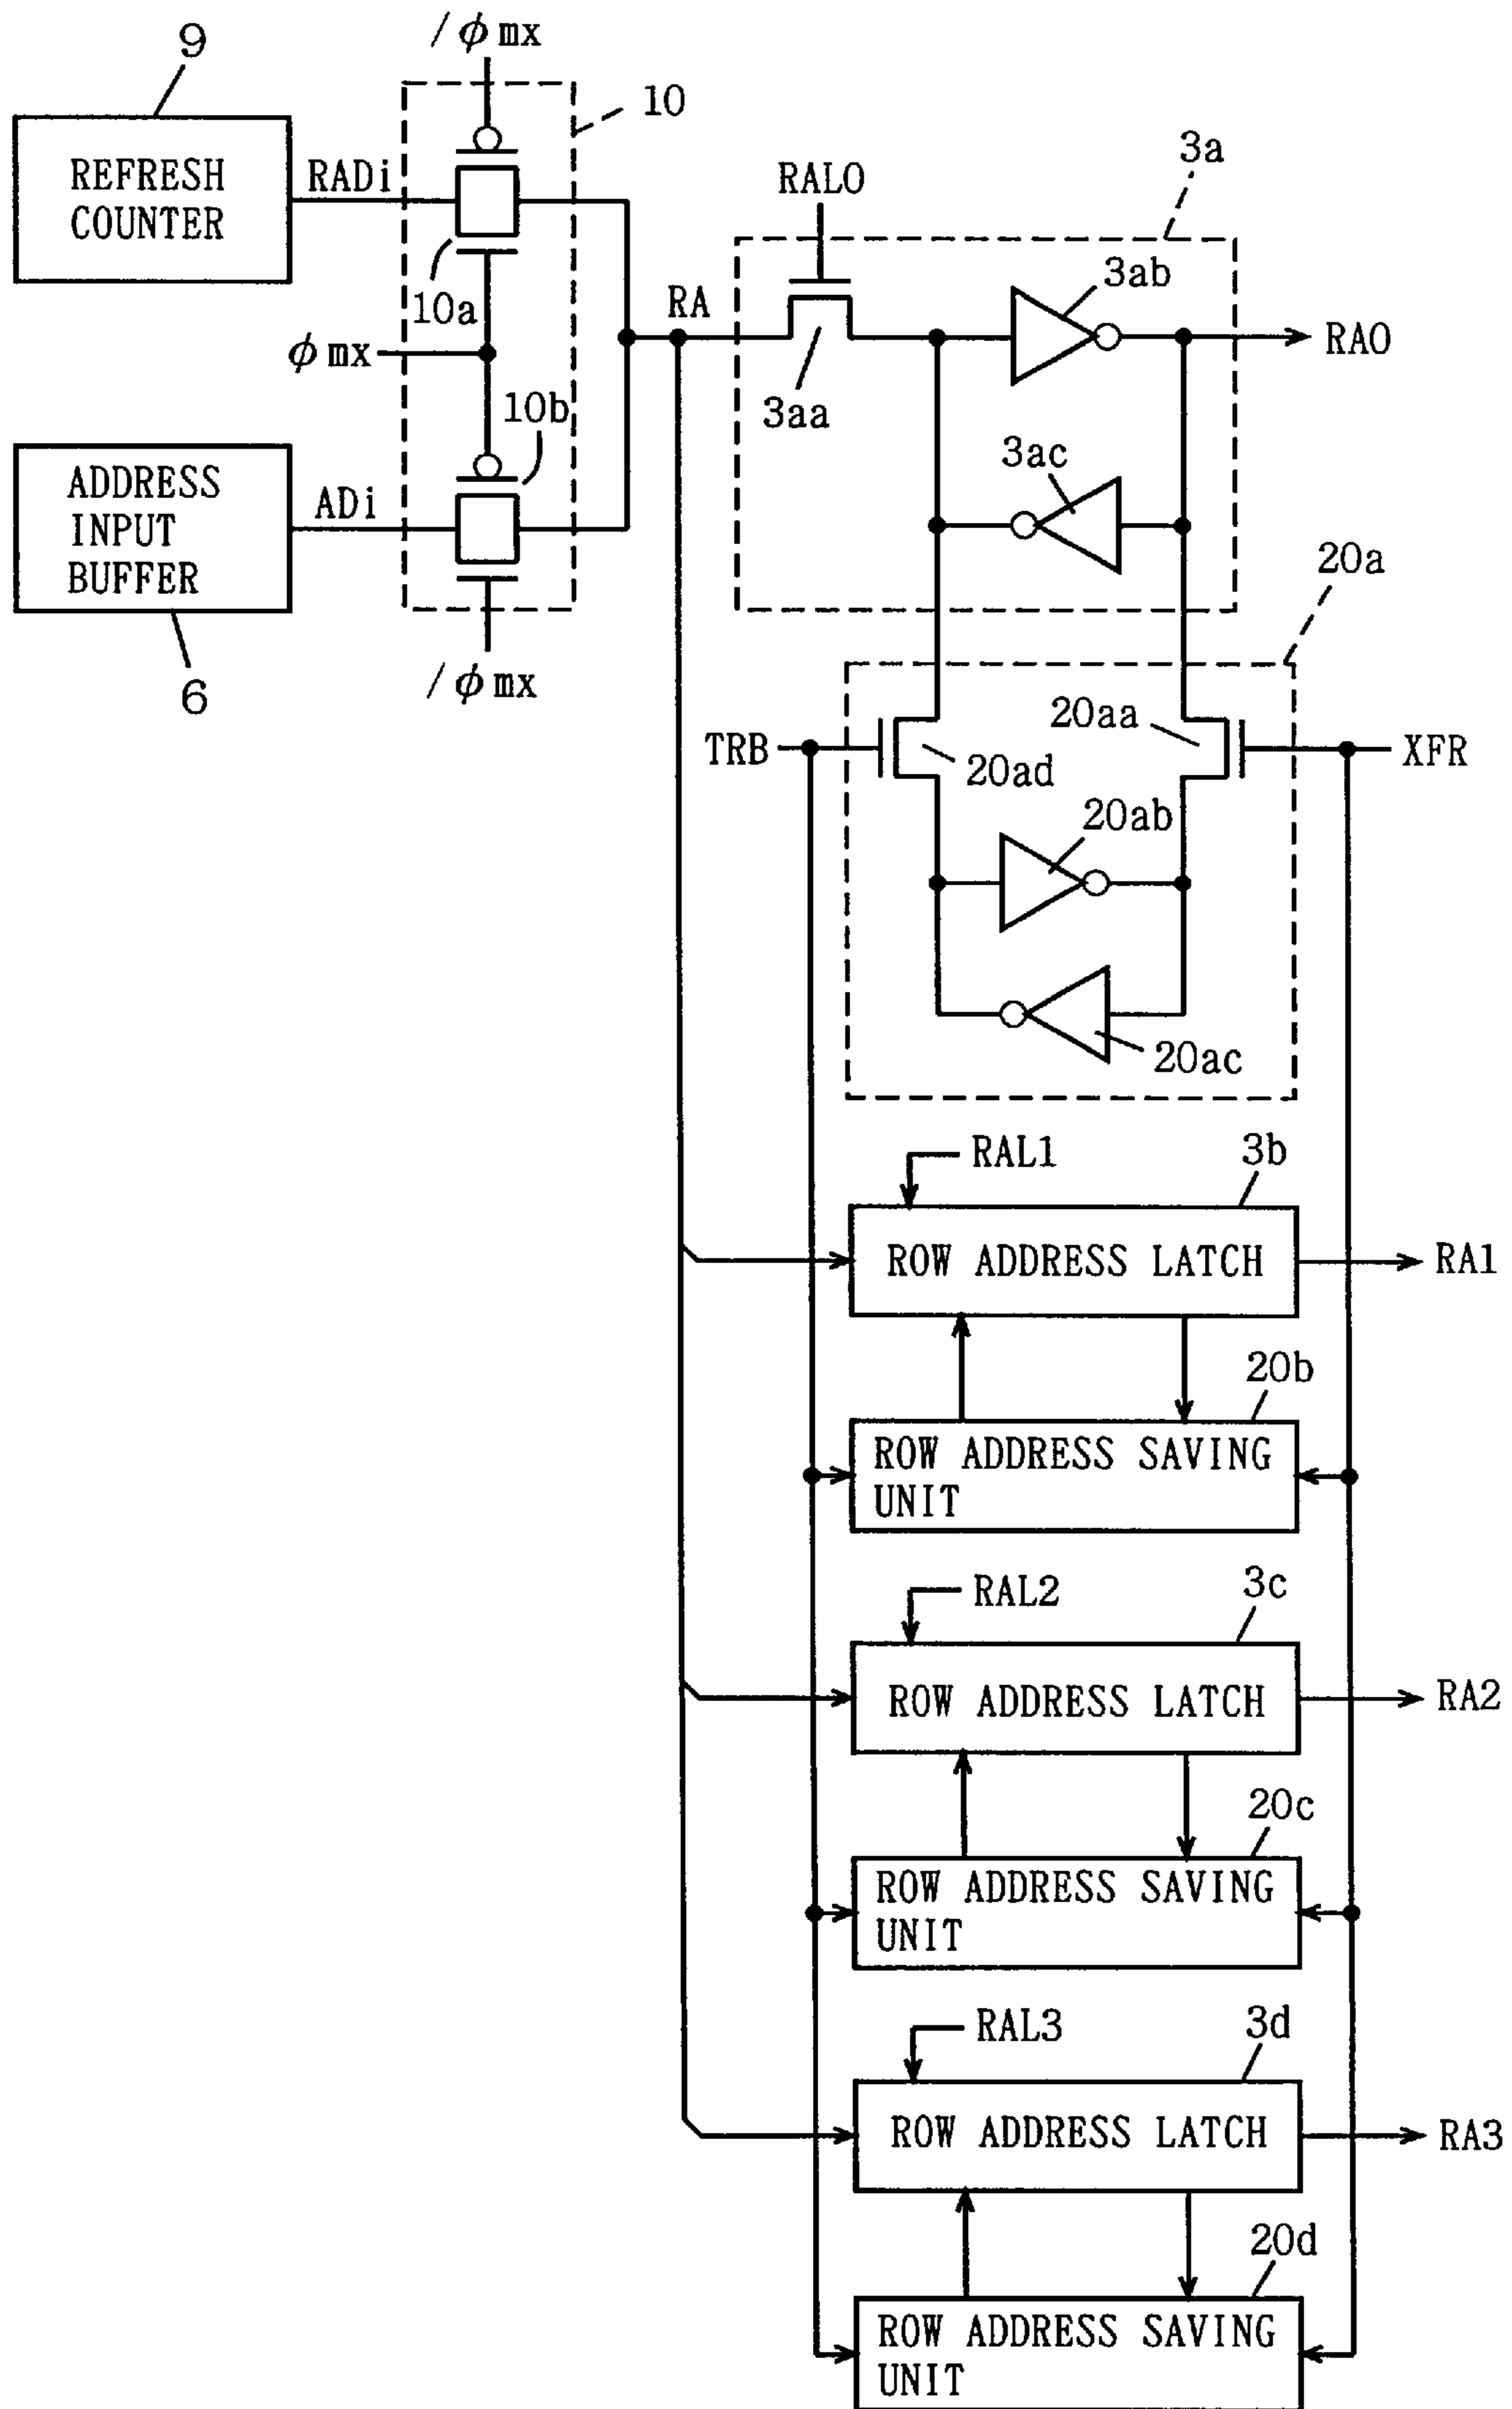 /φmx
9
10
REFRESH
COUNTER
RADi
3a
RAL0
10a
3ab
RA
RA0
φmx
3aa
10b
3ac
ADDRESS
INPUT
BUFFER
ADi
20a
6
/φmx
20aa
TRB
20ad
XFR
20ab
20ac
RAL1
3b
ROW ADDRESS LATCH
RA1
20b
ROW ADDRESS SAVING
UNIT
RAL2
3c
ROW ADDRESS LATCH
RA2
20c
ROW ADDRESS SAVING
UNIT
RAL3
3d
ROW ADDRESS LATCH
RA3
20d
ROW ADDRESS SAVING
UNIT